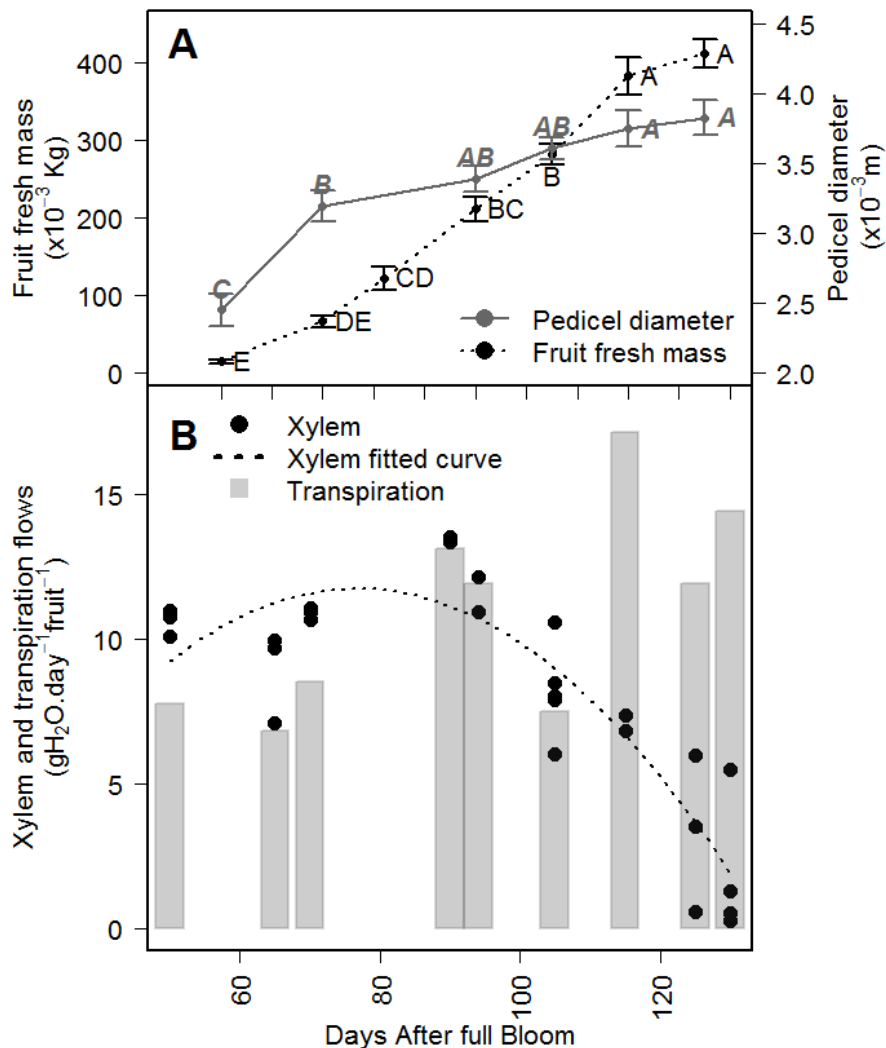 A
Fruit fresh mass
(x10⁻³ Kg)
400
300
200
100
0
Pedicel diameter
(x10⁻³m)
4.5
4.0
3.5
3.0
2.5
2.0
C
B
AB
AB
A
A
E
DE
CD
BC
B
A
A
Pedicel diameter
Fruit fresh mass
B
Xylem
Xylem fitted curve
Transpiration
Xylem and transpiration flows
(gH₂O.day⁻¹fruit⁻¹)
15
10
5
0
60
80
100
120
Days After full Bloom